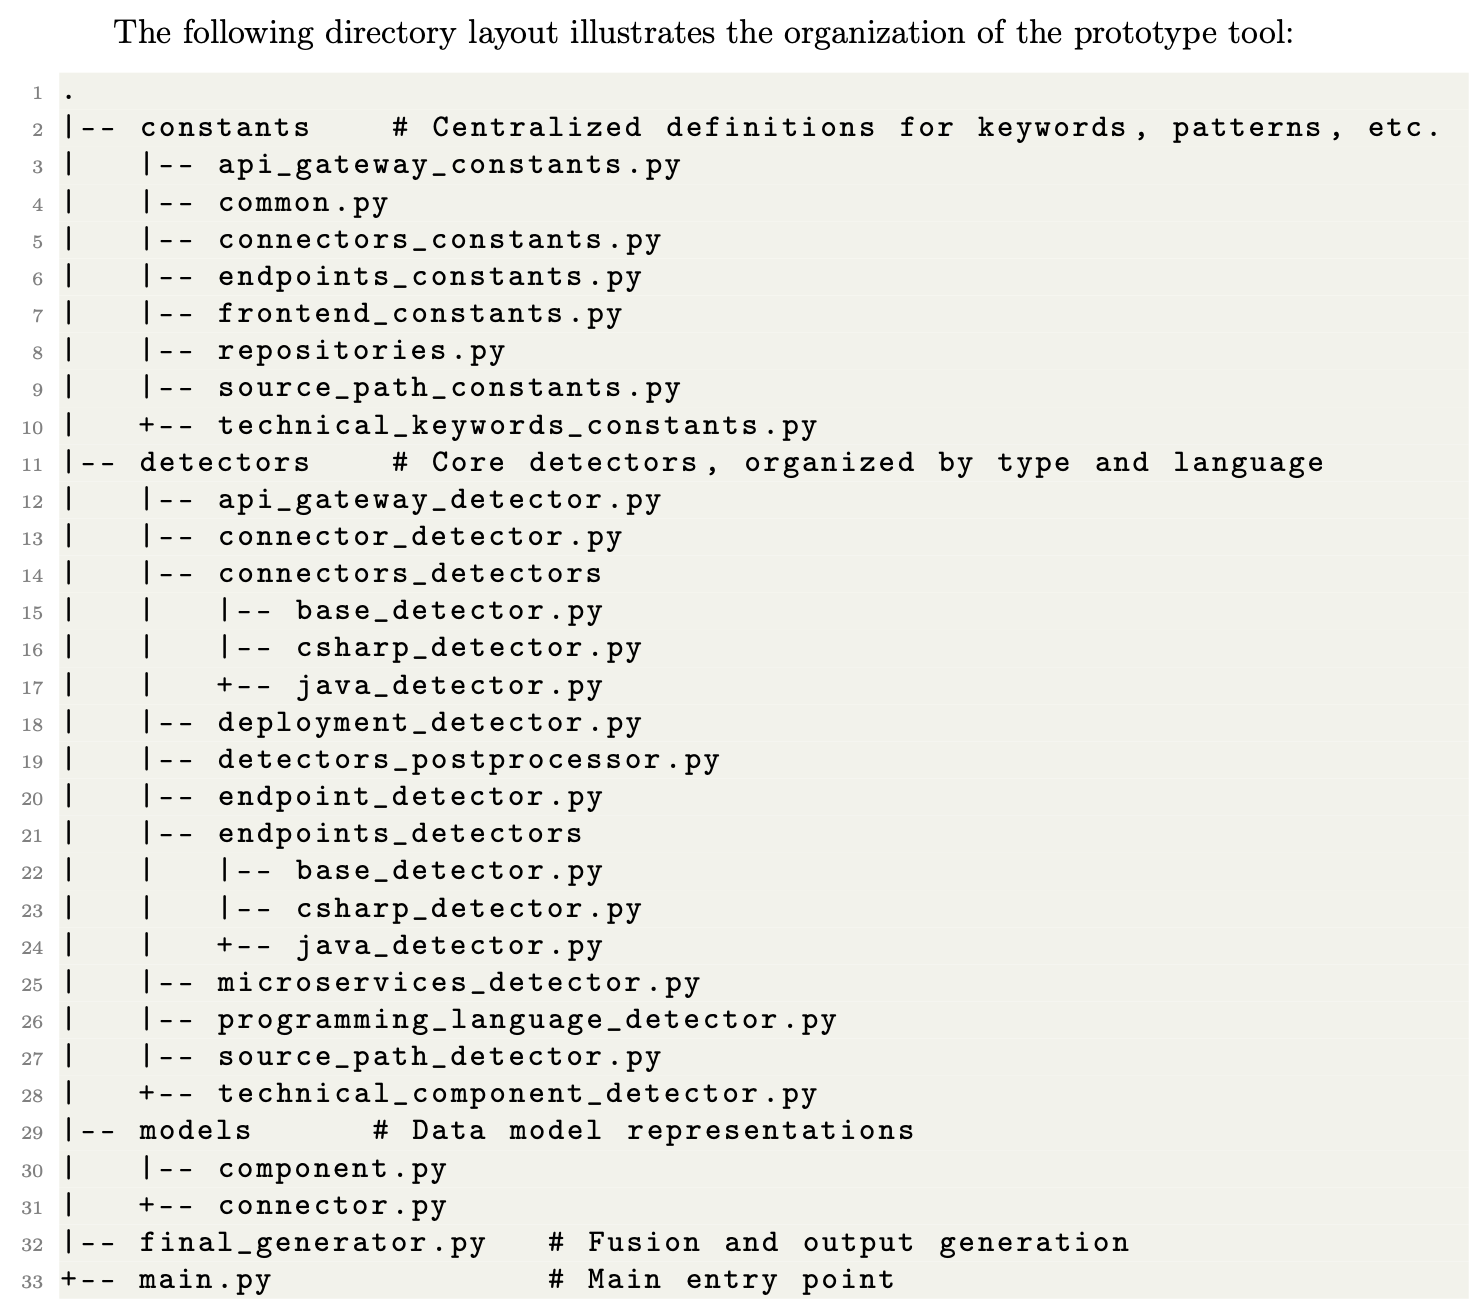 The following directory layout illustrates the organization of the prototype tool:
1 .
2 |-- constants    # Centralized definitions for keywords, patterns, etc.
3 |   |-- api_gateway_constants.py
4 |   |-- common.py
5 |   |-- connectors_constants.py
6 |   |-- endpoints_constants.py
7 |   |-- frontend_constants.py
8 |   |-- repositories.py
9 |   |-- source_path_constants.py
10 |   +-- technical_keywords_constants.py
11 |-- detectors    # Core detectors, organized by type and language
12 |   |-- api_gateway_detector.py
13 |   |-- connector_detector.py
14 |   |-- connectors_detectors
15 |   |   |-- base_detector.py
16 |   |   |-- csharp_detector.py
17 |   |   +-- java_detector.py
18 |   |-- deployment_detector.py
19 |   |-- detectors_postprocessor.py
20 |   |-- endpoint_detector.py
21 |   |-- endpoints_detectors
22 |   |   |-- base_detector.py
23 |   |   |-- csharp_detector.py
24 |   |   +-- java_detector.py
25 |   |-- microservices_detector.py
26 |   |-- programming_language_detector.py
27 |   |-- source_path_detector.py
28 |   +-- technical_component_detector.py
29 |-- models      # Data model representations
30 |   |-- component.py
31 |   +-- connector.py
32 |-- final_generator.py   # Fusion and output generation
33 +-- main.py              # Main entry point